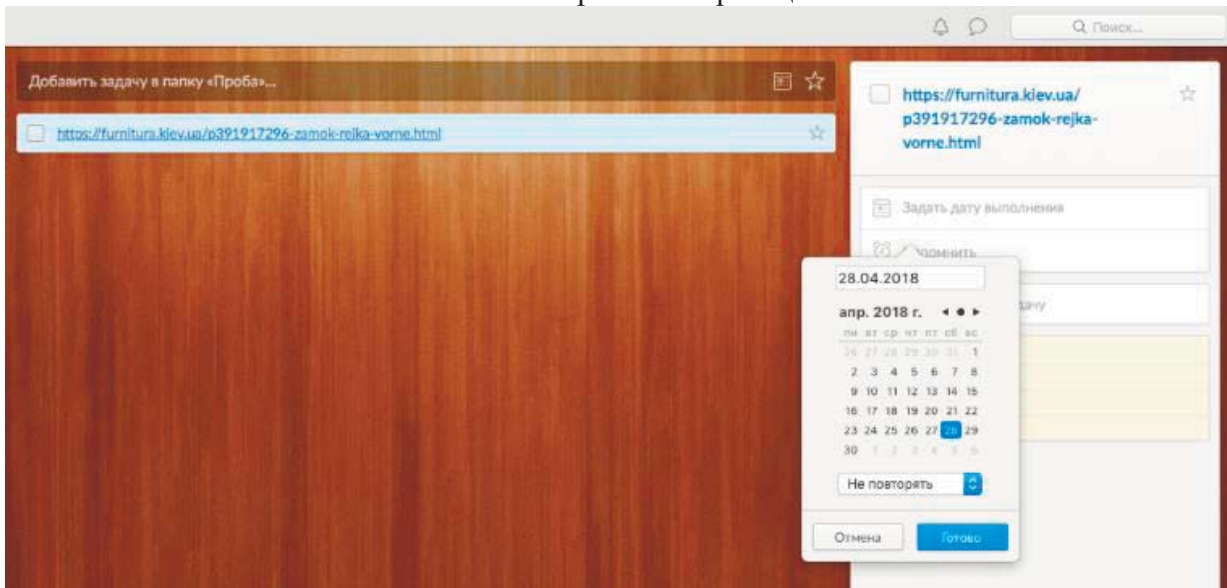 Поиск...
Добавить задачу в папку «Проба»...
https://furnitura.kiev.ua/p391917296-zamok-rejka-vorne.html
https://furnitura.kiev.ua/
p391917296-zamok-rejka-
vorne.html
Задать дату выполнения
28.04.2018
апр. 2018 г.
пн вт ср чт пт сб вс
26 27 28 29 30 31 1
2 3 4 5 6 7 8
9 10 11 12 13 14 15
16 17 18 19 20 21 22
23 24 25 26 27 28 29
30 1 2 3 4 5 6
Не повторять
Отмена Готово